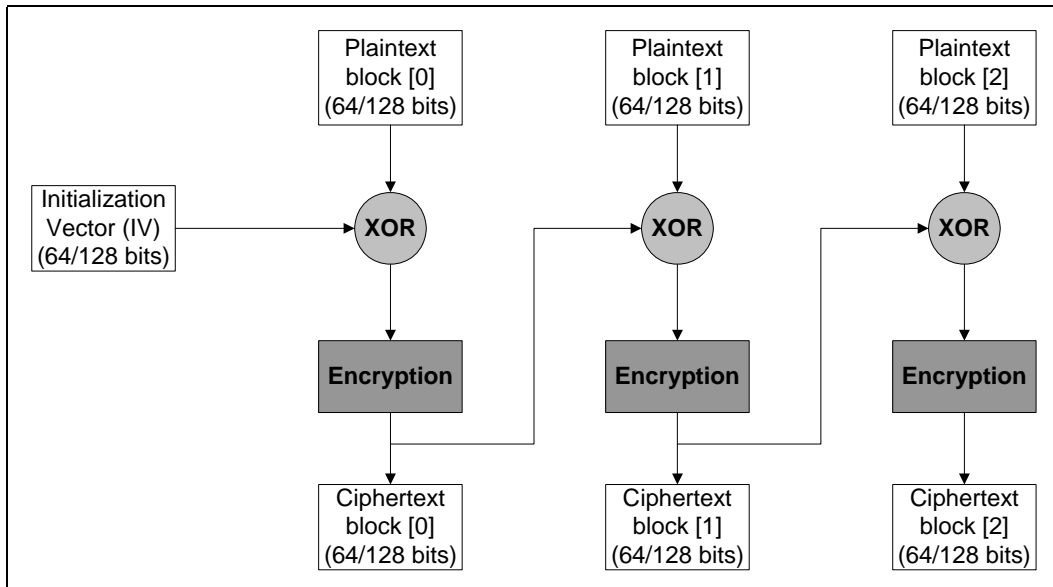 Plaintext
block [0]
(64/128 bits)
Plaintext
block [1]
(64/128 bits)
Plaintext
block [2]
(64/128 bits)
Initialization
Vector (IV)
(64/128 bits)
XOR
XOR
XOR
Encryption
Encryption
Encryption
Ciphertext
block [0]
(64/128 bits)
Ciphertext
block [1]
(64/128 bits)
Ciphertext
block [2]
(64/128 bits)